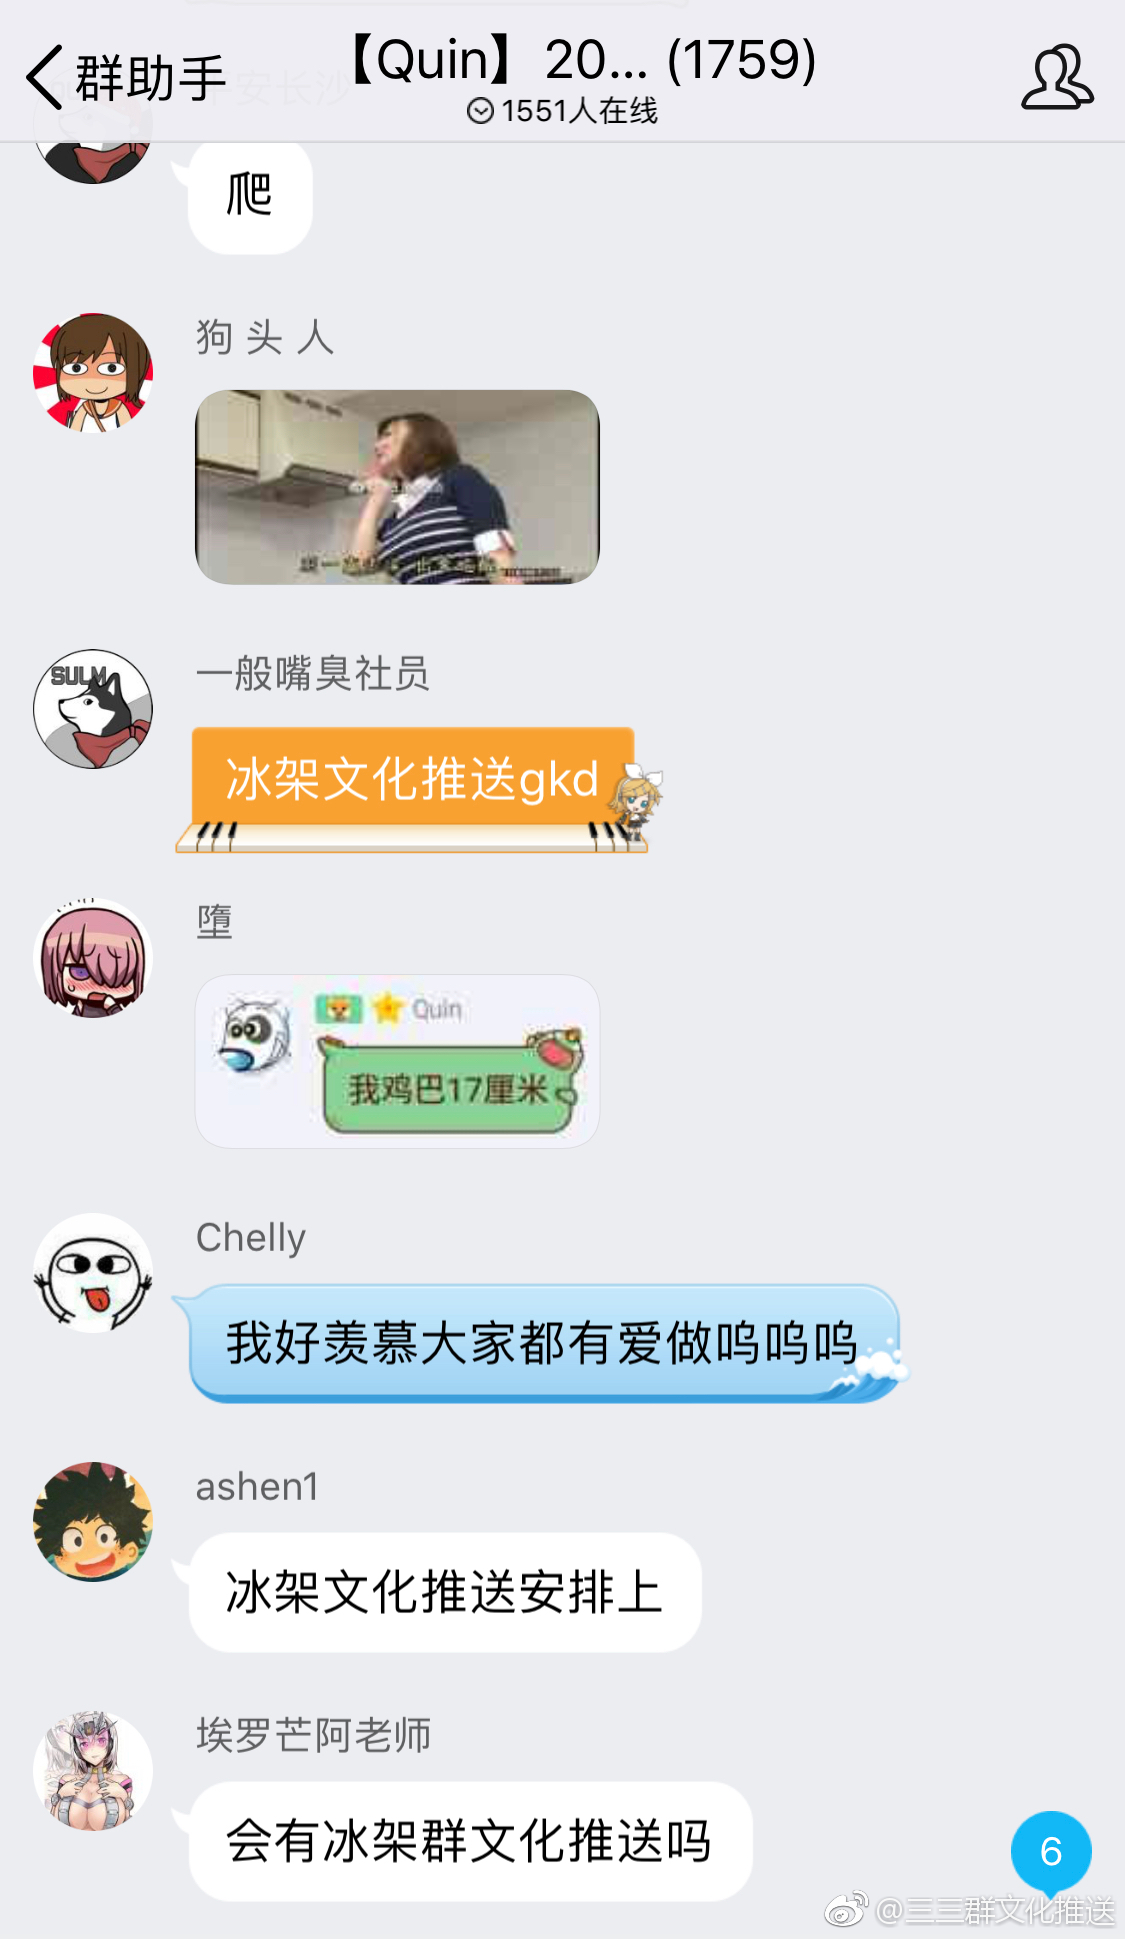 群助手
【Quin】20... (1759)
1551人在线
爬
狗 头 人
一般嘴臭社员
SULM
冰架文化推送gkd
墮
Quin
我鸡巴17厘米
Chelly
我好羡慕大家都有爱做呜呜呜
ashen1
冰架文化推送安排上
埃罗芒阿老师
会有冰架群文化推送吗
6
@三三群文化推送